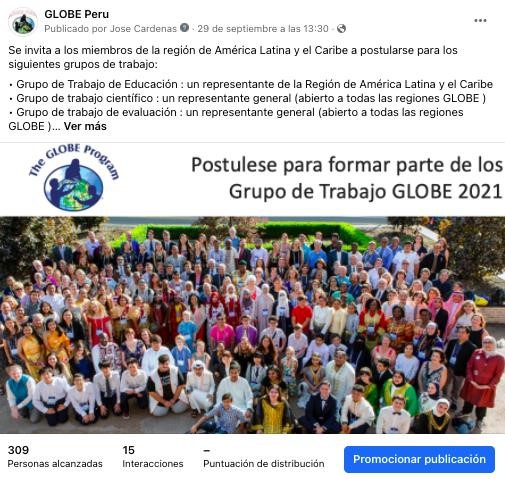 GLOBE Peru
Publicado por Jose Cardenas · 29 de septiembre a las 13:30 ·
Se invita a los miembros de la región de América Latina y el Caribe a postularse para los
siguientes grupos de trabajo:
• Grupo de Trabajo de Educación : un representante de la Región de América Latina y el Caribe
• Grupo de trabajo científico : un representante general (abierto a todas las regiones GLOBE )
• Grupo de trabajo de evaluación : un representante general (abierto a todas las regiones
GLOBE )... Ver más
The GLOBE Program
Postulese para formar parte de los
Grupo de Trabajo GLOBE 2021
309
Personas alcanzadas
15
Interacciones
–
Puntuación de distribución
Promocionar publicación